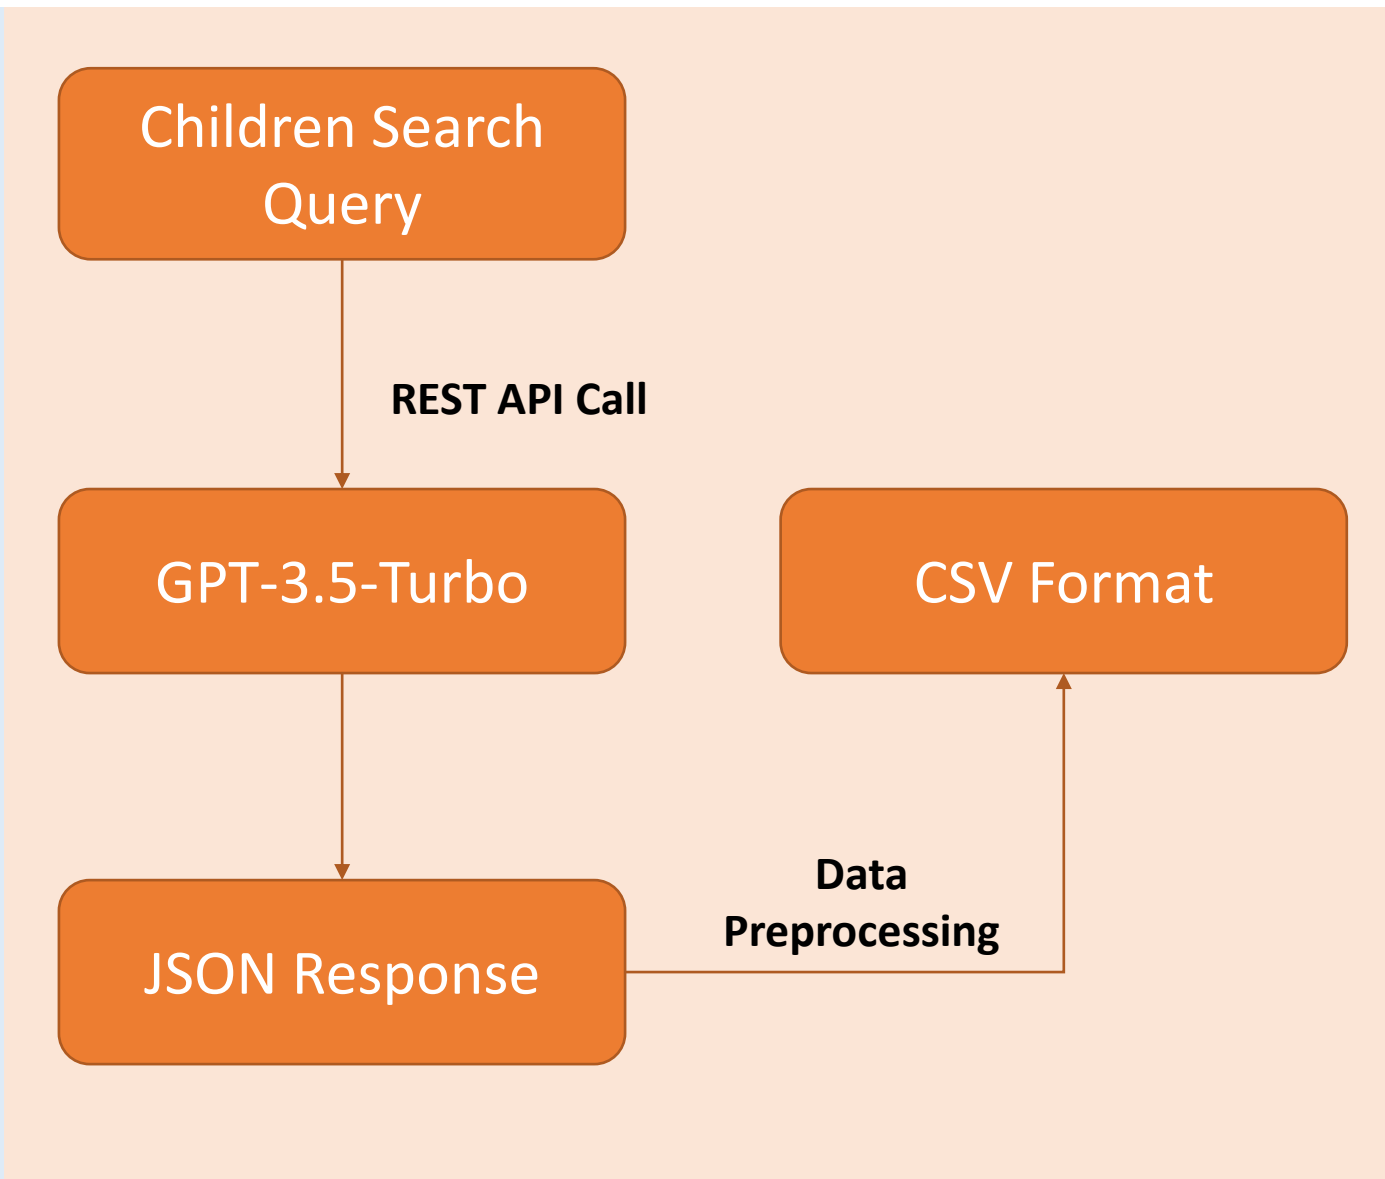 Children Search
Query
REST API Call
GPT-3.5-Turbo
CSV Format
Data
Preprocessing
JSON Response